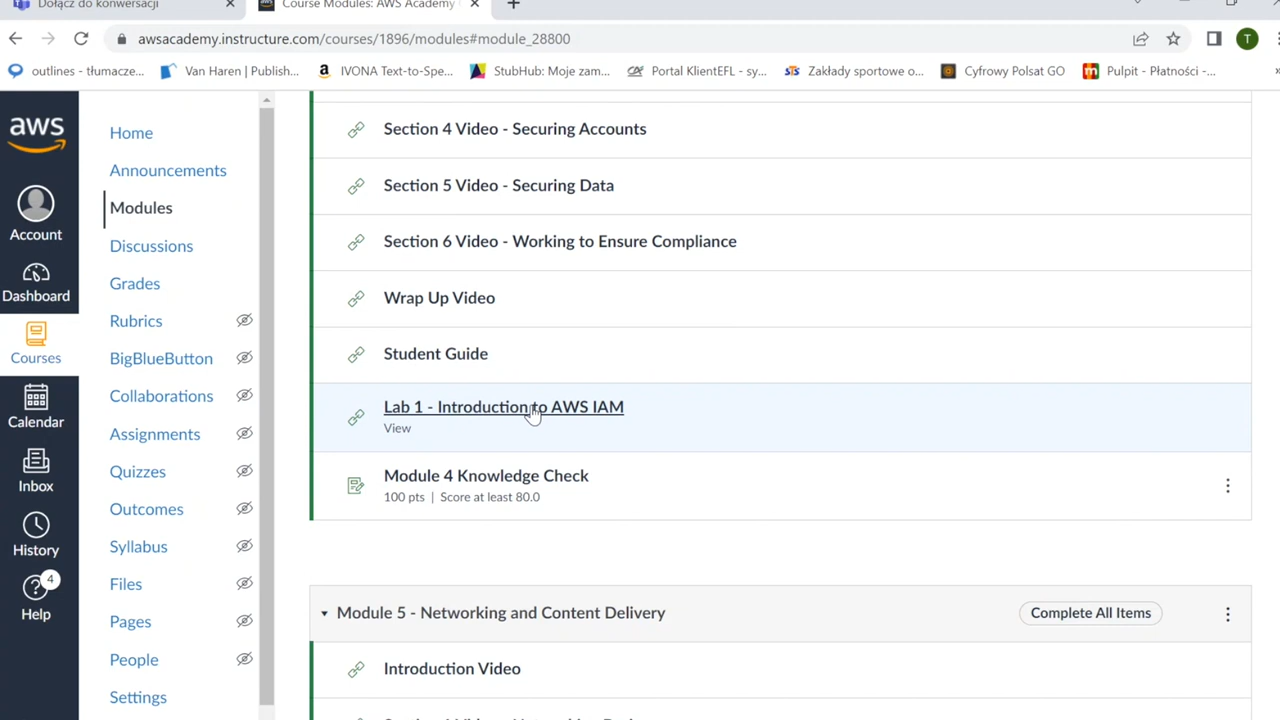 Dołącz do konwersacji
Course Modules: AWS Academy
awsacademy.instructure.com/courses/1896/modules#module_28800
T
outlines - tłumacze...
Van Haren | Publish...
IVONA Text-to-Spe...
StubHub: Moje zam...
Portal KlientEFL - sy...
Zakłady sportowe o...
Cyfrowy Polsat GO
Pulpit - Płatności -...
aws
Account
Dashboard
Courses
Calendar
Inbox
History
4
Help
Home
Announcements
Modules
Discussions
Grades
Rubrics
BigBlueButton
Collaborations
Assignments
Quizzes
Outcomes
Syllabus
Files
Pages
People
Settings
Section 4 Video - Securing Accounts
Section 5 Video - Securing Data
Section 6 Video - Working to Ensure Compliance
Wrap Up Video
Student Guide
Lab 1 - Introduction to AWS IAM
View
Module 4 Knowledge Check
100 pts | Score at least 80.0
Module 5 - Networking and Content Delivery
Complete All Items
Introduction Video